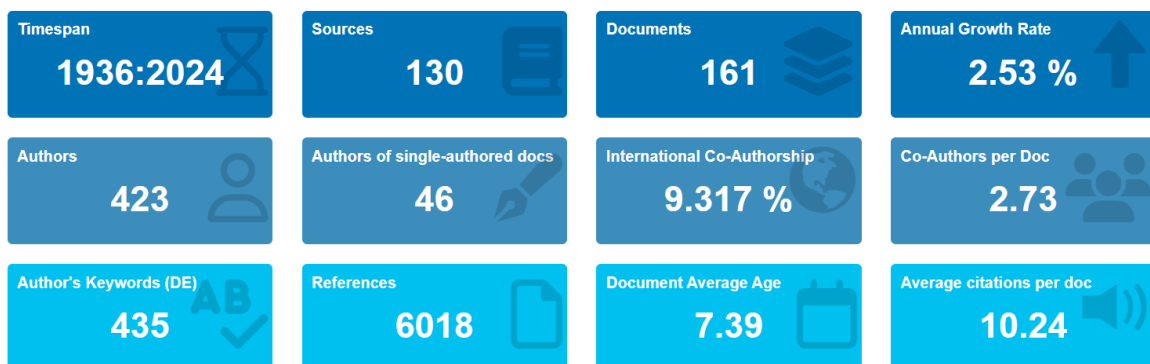 Timespan
1936:2024
Sources
130
Documents
161
Annual Growth Rate
2.53 %
Authors
423
Authors of single-authored docs
46
International Co-Authorship
9.317 %
Co-Authors per Doc
2.73
Author's Keywords (DE)
AB
435
References
6018
Document Average Age
7.39
Average citations per doc
10.24